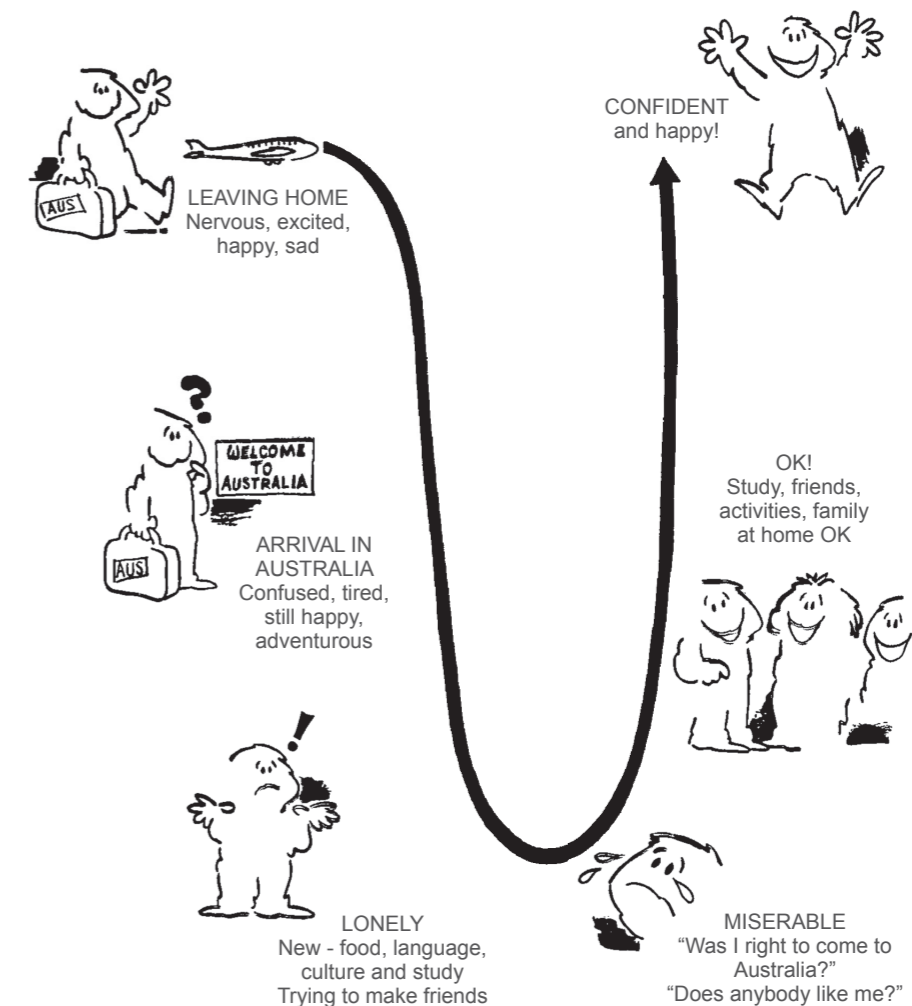 AUS
LEAVING HOME
Nervous, excited,
happy, sad
?
WELCOME
TO
AUSTRALIA
AUS
ARRIVAL IN
AUSTRALIA
Confused, tired,
still happy,
adventurous
!
LONELY
New - food, language,
culture and study
Trying to make friends
MISERABLE
“Was I right to come to
Australia?”
“Does anybody like me?”
OK!
Study, friends,
activities, family
at home OK
CONFIDENT
and happy!